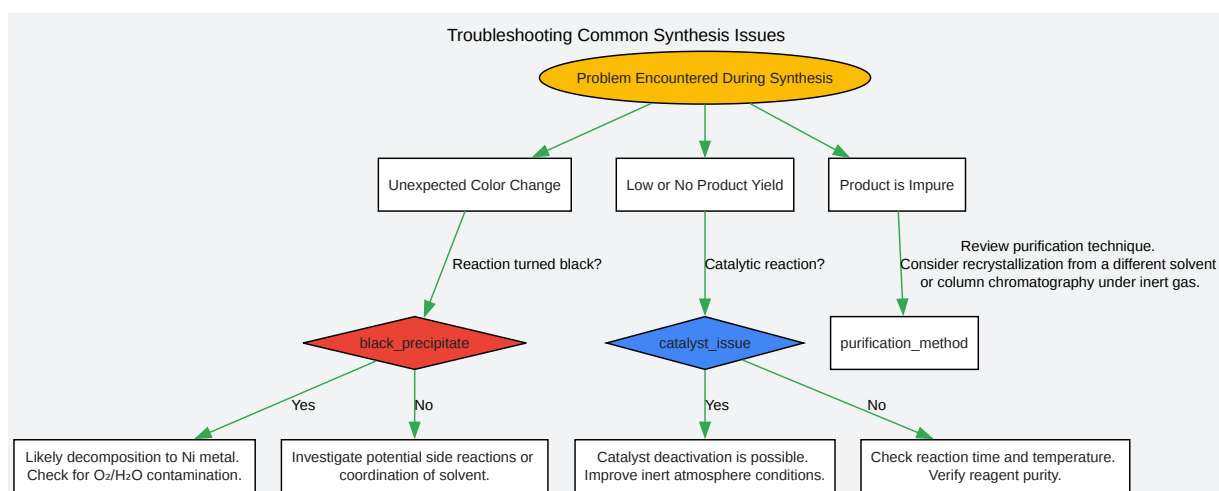 Troubleshooting Common Synthesis Issues
Problem Encountered During Synthesis
Unexpected Color Change
Low or No Product Yield
Product is Impure
Reaction turned black?
Catalytic reaction?
Review purification technique.
Consider recrystallization from a different solvent
or column chromatography under inert gas.
black_precipitate
catalyst_issue
purification_method
Yes
No
Yes
No
Likely decomposition to Ni metal.
Check for O₂/H₂O contamination.
Investigate potential side reactions or
coordination of solvent.
Catalyst deactivation is possible.
Improve inert atmosphere conditions.
Check reaction time and temperature.
Verify reagent purity.